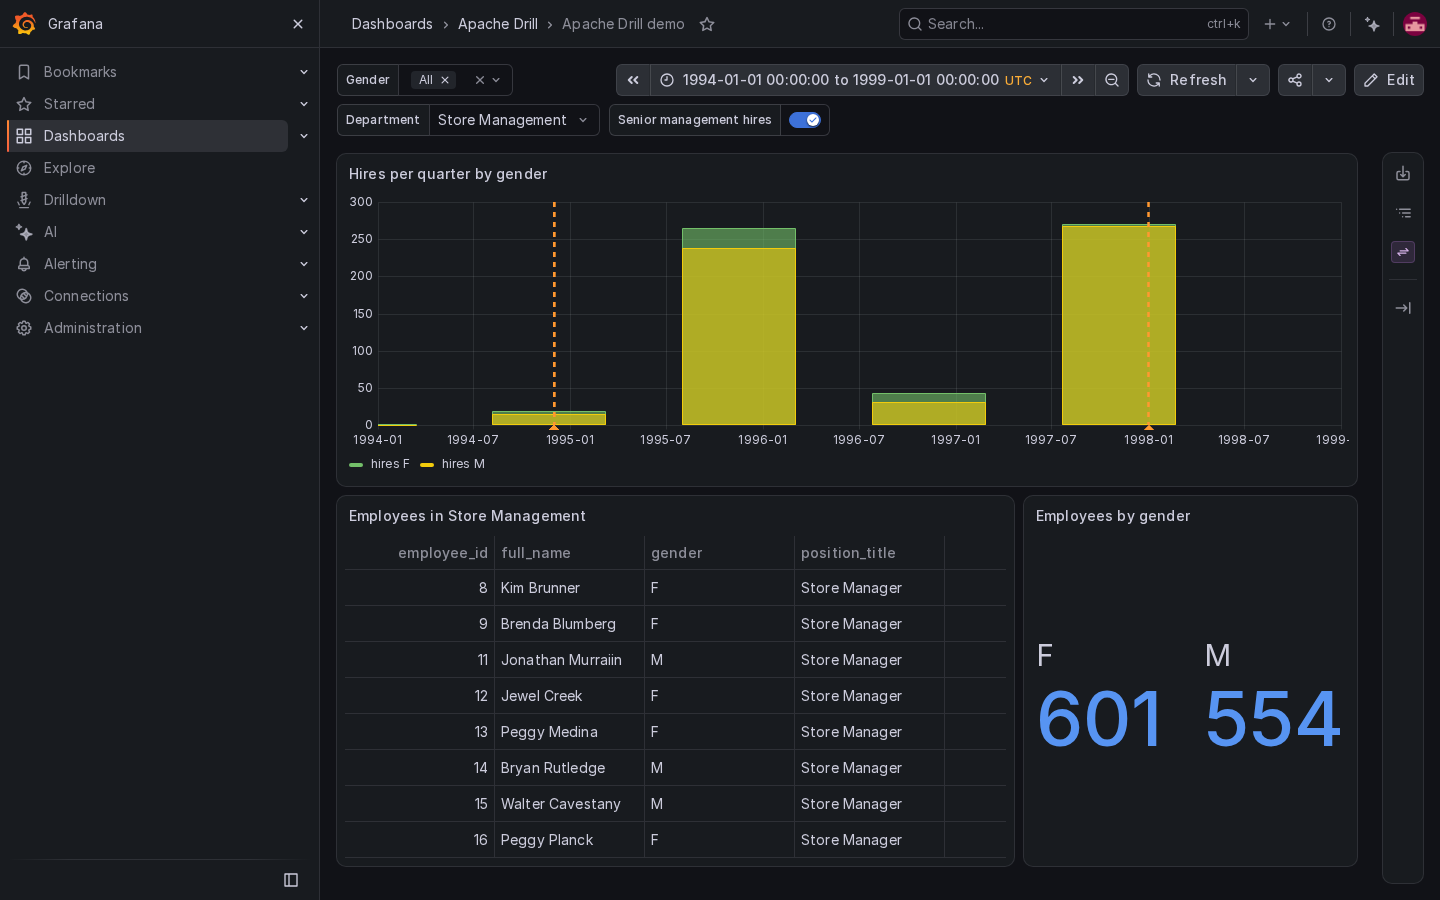 Grafana
Bookmarks
Starred
Dashboards
Explore
Drilldown
AI
Alerting
Connections
Administration
Dashboards > Apache Drill > Apache Drill demo
Search... ctrl+k
Gender All
1994-01-01 00:00:00 to 1999-01-01 00:00:00 UTC
Refresh
Edit
Department Store Management
Senior management hires
Hires per quarter by gender
300
250
200
150
100
50
0
1994-01 1994-07 1995-01 1995-07 1996-01 1996-07 1997-01 1997-07 1998-01 1998-07 1999-
hires F hires M
Employees in Store Management
employee_id full_name gender position_title
8 Kim Brunner F Store Manager
9 Brenda Blumberg F Store Manager
11 Jonathan Murraiin M Store Manager
12 Jewel Creek F Store Manager
13 Peggy Medina F Store Manager
14 Bryan Rutledge M Store Manager
15 Walter Cavestany M Store Manager
16 Peggy Planck F Store Manager
Employees by gender
F M
601 554